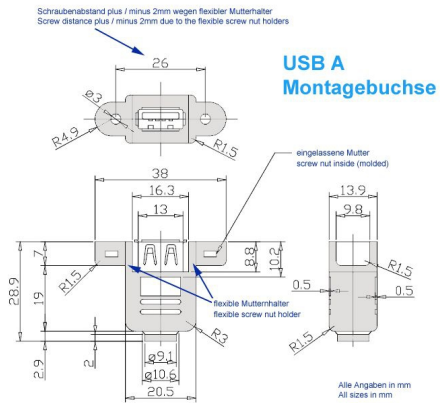 Schraubenabstand plus / minus 2mm wegen flexibler Mutterhalter
Screw distance plus / minus 2mm due to the flexible screw nut holders
USB A
Montagebuchse
26
ø3
R4.9
R1.5
eingelassene Mutter
screw nut inside (molded)
38
16.3
13
13.9
9.8
7
8.8
10.2
R1.5
R1.5
28.9
19
0.5
0.5
flexible Mutternhalter
flexible screw nut holder
R3
R1.5
2.9
2
ø9.1
ø10.6
20.5
Alle Angaben in mm
All sizes in mm